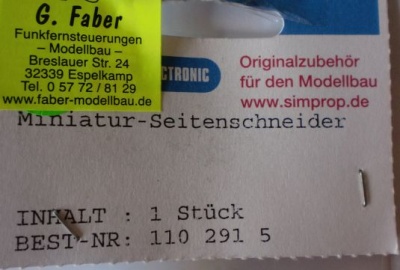 G. Faber
Funkfernsteuerungen
– Modellbau –
Breslauer Str. 24
32339 Espelkamp
Tel. 0 57 72 / 81 29
www.faber-modellbau.de
CTRONIC
Originalzubehör
für den Modellbau
www.simprop.de
Miniatur-Seitenschneider
INHALT : 1 Stück
BEST-NR: 110 291 5